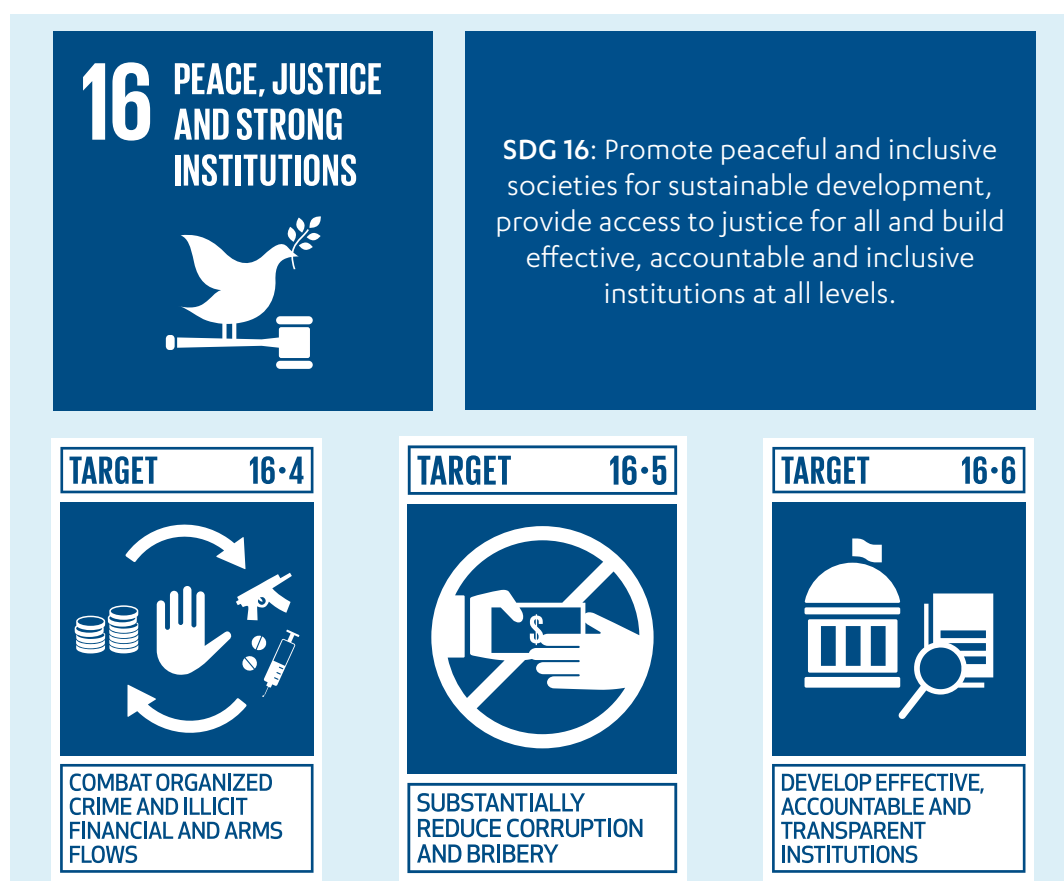 16 PEACE, JUSTICE
AND STRONG
INSTITUTIONS
SDG 16: Promote peaceful and inclusive
societies for sustainable development,
provide access to justice for all and build
effective, accountable and inclusive
institutions at all levels.
TARGET 16·4
COMBAT ORGANIZED
CRIME AND ILLICIT
FINANCIAL AND ARMS
FLOWS
TARGET 16·5
$
SUBSTANTIALLY
REDUCE CORRUPTION
AND BRIBERY
TARGET 16·6
DEVELOP EFFECTIVE,
ACCOUNTABLE AND
TRANSPARENT
INSTITUTIONS